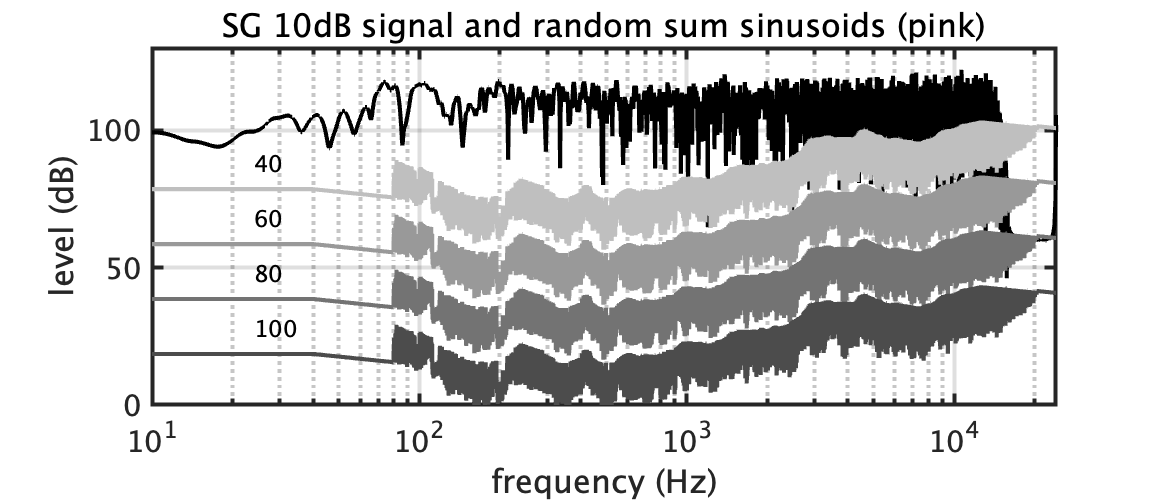 SG 10dB signal and random sum sinusoids (pink)
100
40
60
50
80
100
0
10¹ 10² 10³ 10⁴
level (dB)
frequency (Hz)